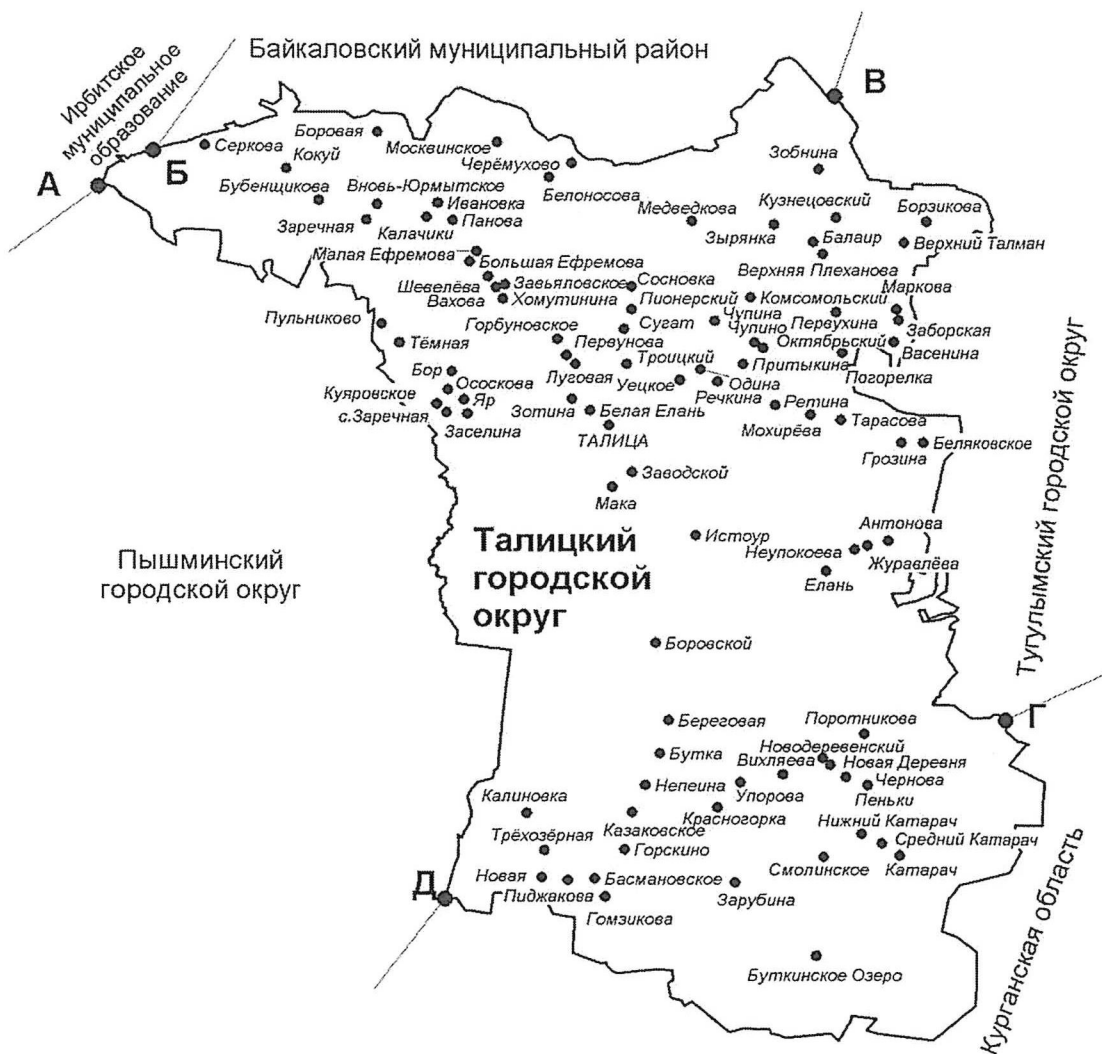 Байкаловский муниципальный район
Ирбитское
муниципальное
образование
А
Б
В
Серкова
Боровая
Кокуй
Москвинское
Черёмухово
Белоносова
Зобнина
Бубенщикова
Вновь-Юрмытское
Ивановка
Заречная
Калачики
Панова
Медведкова
Кузнецовский
Зырянка
Борзикова
Балаир
Верхний Талман
Малая Ефремова
Большая Ефремова
Верхняя Плеханова
Шевелёва
Завьяловское
Вахова
Хомутинина
Сосновка
Маркова
Пионерский
Комсомольский
Пульниково
Горбуновское
Сугат
Чупина
Чупино
Первухина
Заборская
Тёмная
Первунова
Троицкий
Октябрьский
Васенина
Бор
Луговая
Уецкое
Одина
Притыкина
Погорелка
Ососкова
Куяровское
Яр
Речкина
Ретина
с.Заречная
Заселина
Зотина
Белая Елань
Мохирёва
Тарасова
ТАЛИЦА
Грозина
Беляковское
Заводской
Мака
Истоур
Антонова
Неупокоева
Журавлёва
Елань
Пышминский
городской округ
Талицкий
городской
округ
Тугулымский городской округ
Боровской
Г
Береговая
Поротникова
Бутка
Новодеревенский
Вихляева
Новая Деревня
Непеина
Упорова
Чернова
Пеньки
Калиновка
Казаковское
Красногорка
Нижний Катарач
Трёхозёрная
Горскино
Средний Катарач
Смолинское
Катарач
Д
Новая
Пиджакова
Басмановское
Гомзикова
Зарубина
Буткинское Озеро
Курганская область